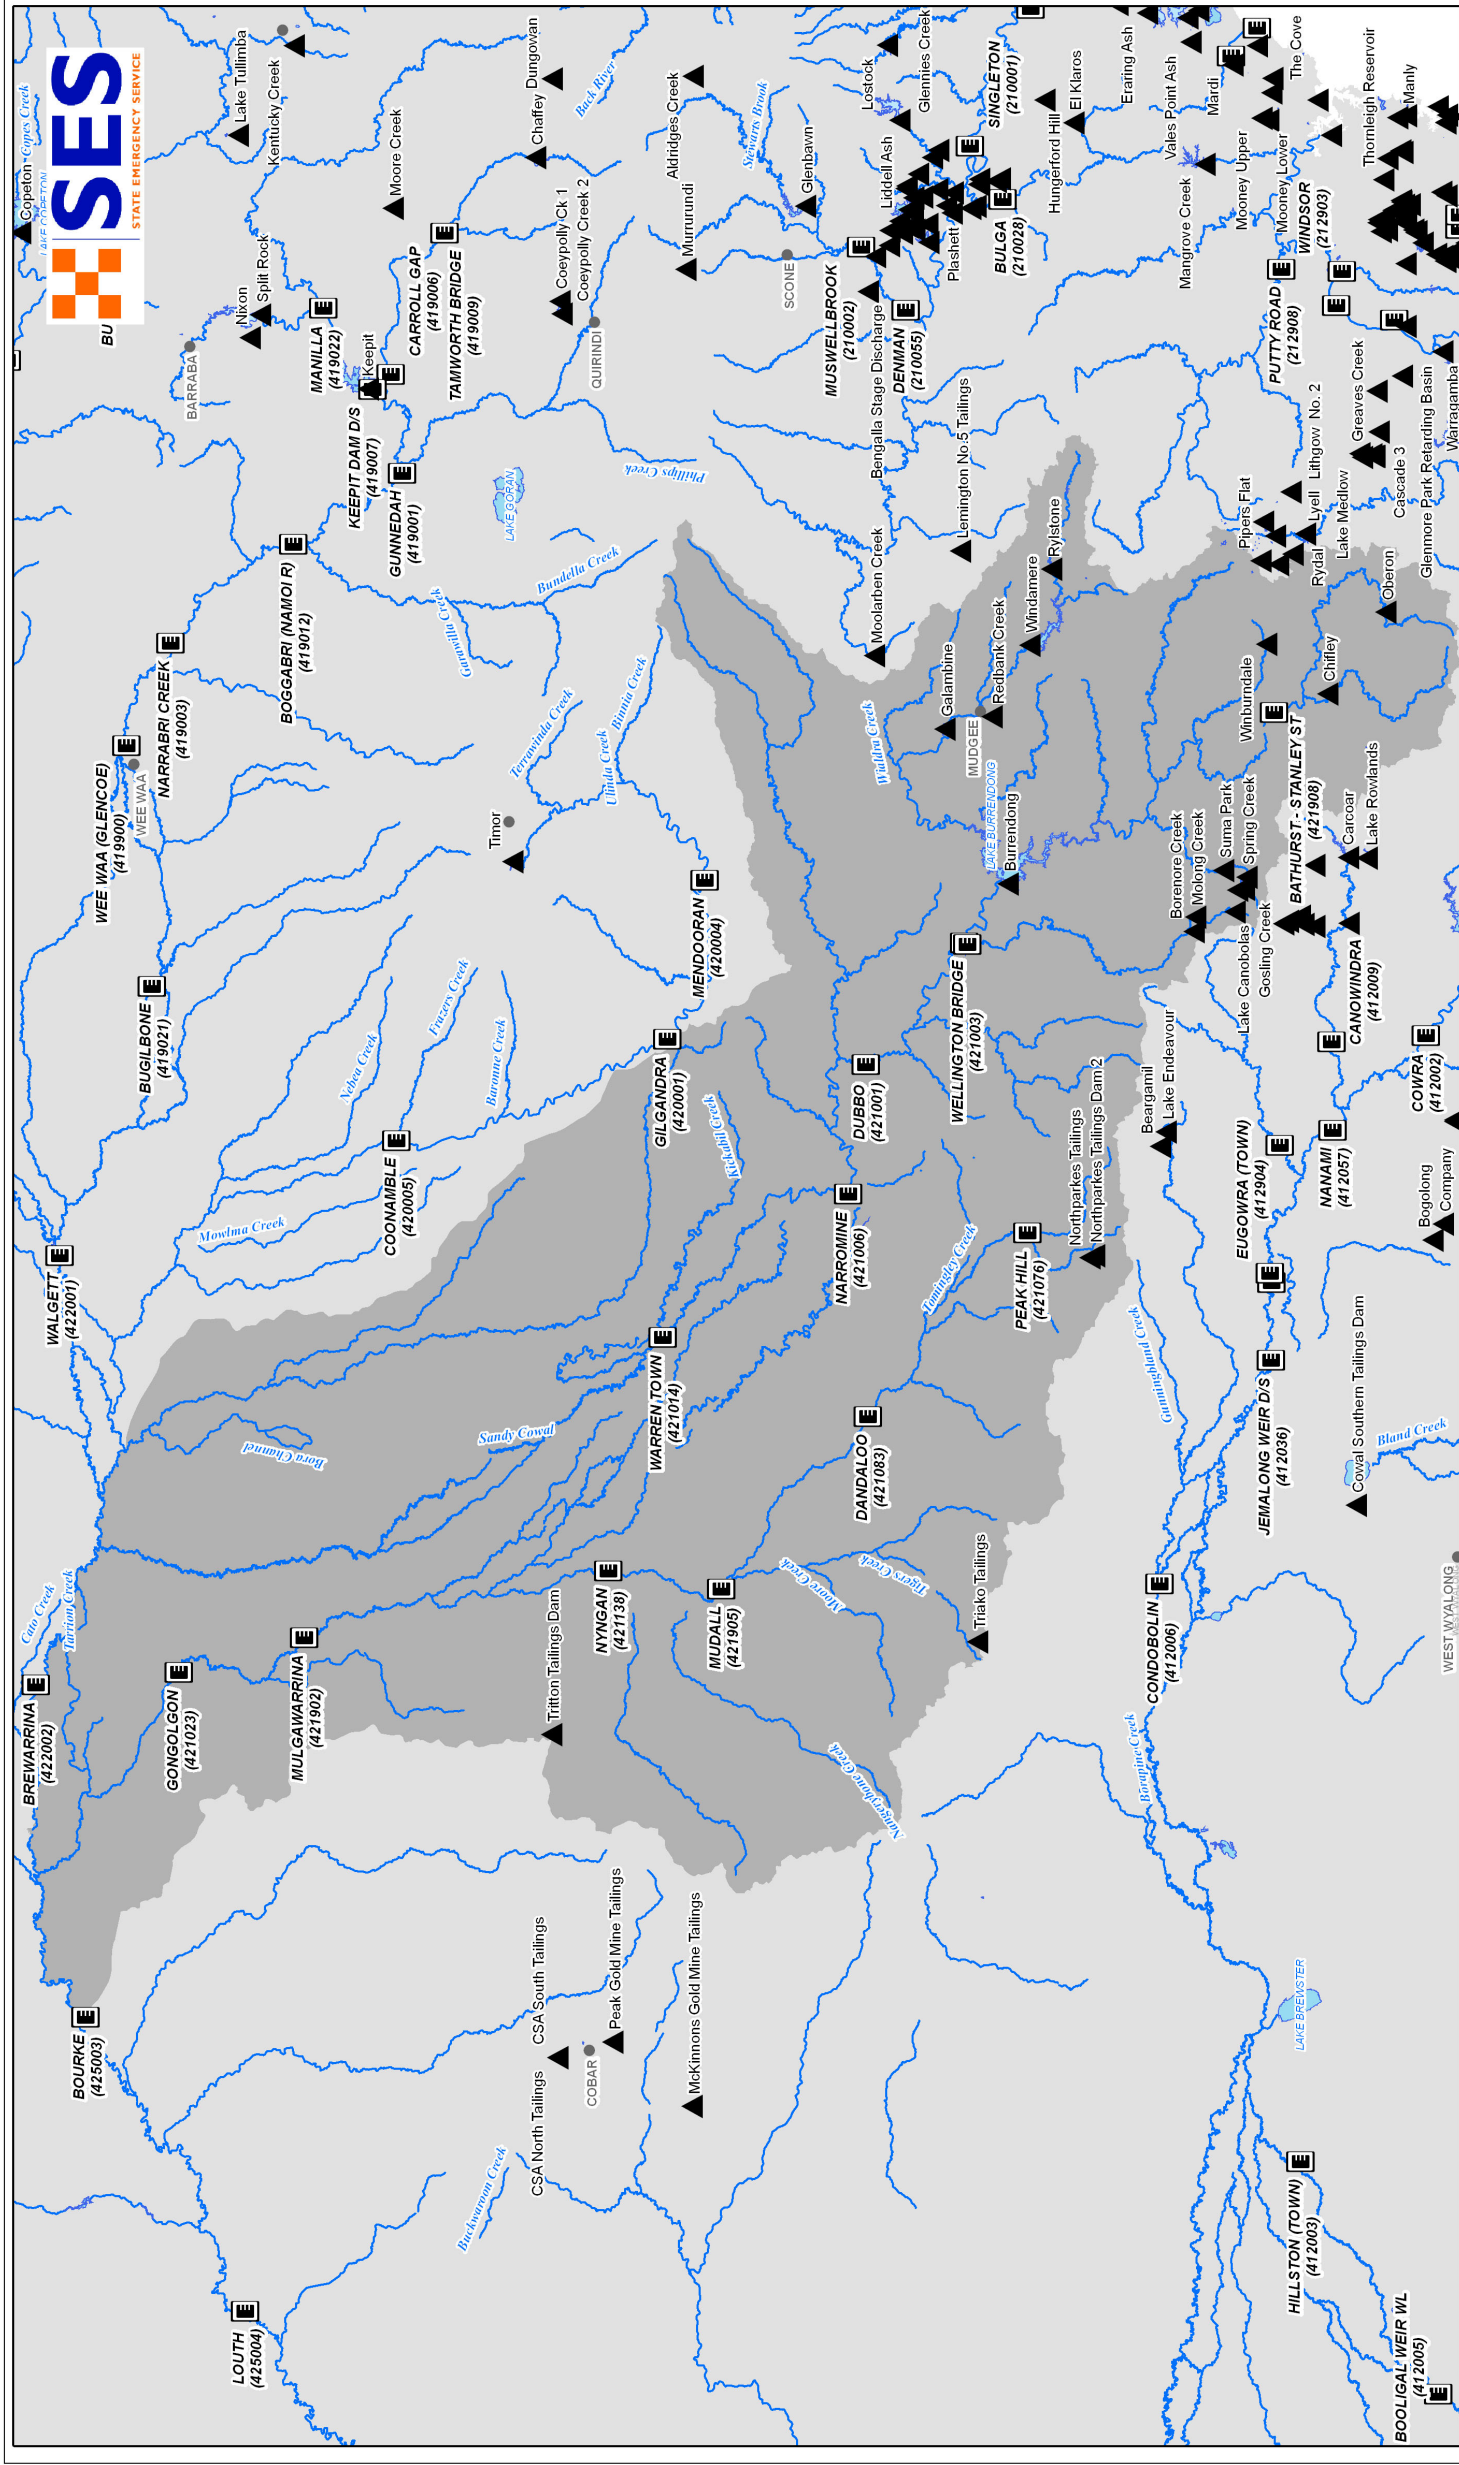 SES
STATE EMERGENCY SERVICE
BOURKE
(425003)
BREWARRINA
(422002)
Cato Creek
Tarrion Creek
WALGETT
(422001)
LAKE COPETON
Copeton
Copes Creek
BU
GONGOLGON
(421023)
BUGILBONE
(419021)
WEE WAA (GLENCOE)
(419900)
WEE WAA
NARRABRI CREEK
(419003)
BARRABA
Nixon
Split Rock
Lake Tullimba
Kentucky Creek
LOUTH
(425004)
MULGAWARRINA
(421902)
Bora Channel
Mowlma Creek
BOGGABRI (NAMOI R)
(419012)
MANILLA
(419022)
KEEPIT DAM D/S
(419007)
Keepit
GUNNEDAH
(419001)
CARROLL GAP
(419006)
TAMWORTH BRIDGE
(419009)
Moore Creek
COONAMBLE
(420005)
Nebea Creek
Frazers Creek
Baronne Creek
Garawilla Creek
Timor
LAKE GORAN
Buckwaroon Creek
CSA North Tailings
CSA South Tailings
COBAR
Peak Gold Mine Tailings
Tritton Tailings Dam
Sandy Cowal
Terrawinda Creek
Bundella Creek
Chaffey
Dungowan
Coeypolly Ck 1
Coeypolly Creek 2
QUIRINDI
Back River
NYNGAN
(421138)
Ulinda Creek
Binnia Creek
Phillips Creek
McKinnons Gold Mine Tailings
WARREN TOWN
(421014)
GILGANDRA
(420001)
MENDOORAN
(420004)
Murrurundi
Aldridges Creek
MUDALL
(421905)
Kickabil Creek
Stewarts Brook
SCONE
Glenbawn
Nangerybone Creek
Moore Creek
Tigers Creek
NARROMINE
(421006)
DUBBO
(421001)
DANDALOO
(421083)
Wialdra Creek
Moolarben Creek
MUSWELLBROOK
(210002)
Bengalla Stage Discharge
DENMAN
(210055)
Liddell Ash
Lostock
Glennies Creek
Plashett
Tomingley Creek
WELLINGTON BRIDGE
(421003)
Galambine
MUDGEE
Redbank Creek
Lemington No.5 Tailings
Triako Tailings
LAKE BURRENDONG
Burrendong
Windamere
Rylstone
BULGA
(210028)
SINGLETON
(210001)
PEAK HILL
(421076)
Hungerford Hill
El Klaros
Northparkes Tailings
Northparkes Tailings Dam 2
Borapine Creek
CONDOBOLIN
(412006)
Gunningbland Creek
Beargamil
Lake Endeavour
Borenore Creek
Molong Creek
Suma Park
Spring Creek
Lake Canobolas
Gosling Creek
Eraring Ash
Vales Point Ash
Mangrove Creek
Mardi
Mooney Upper
Mooney Lower
The Cove
Winburndale
Pipers Flat
EUGOWRA (TOWN)
(412904)
JEMALONG WEIR D/S
(412036)
BATHURST - STANLEY ST
(421908)
PUTTY ROAD
(212908)
WINDSOR
(212903)
LAKE BREWSTER
HILLSTON (TOWN)
(412003)
NANAMI
(412057)
CANOWINDRA
(412009)
Carcoar
Lake Rowlands
Chifley
Rydal
Lyell
Lithgow No. 2
Lake Medlow
Greaves Creek
Cascade 3
Thornleigh Reservoir
Manly
Cowal Southern Tailings Dam
Bland Creek
Oberon
Glenmore Park Retarding Basin
Warragamba
BOOLIGAL WEIR WL
(412005)
COWRA
(412002)
Bogolong
Company
WEST WYALONG